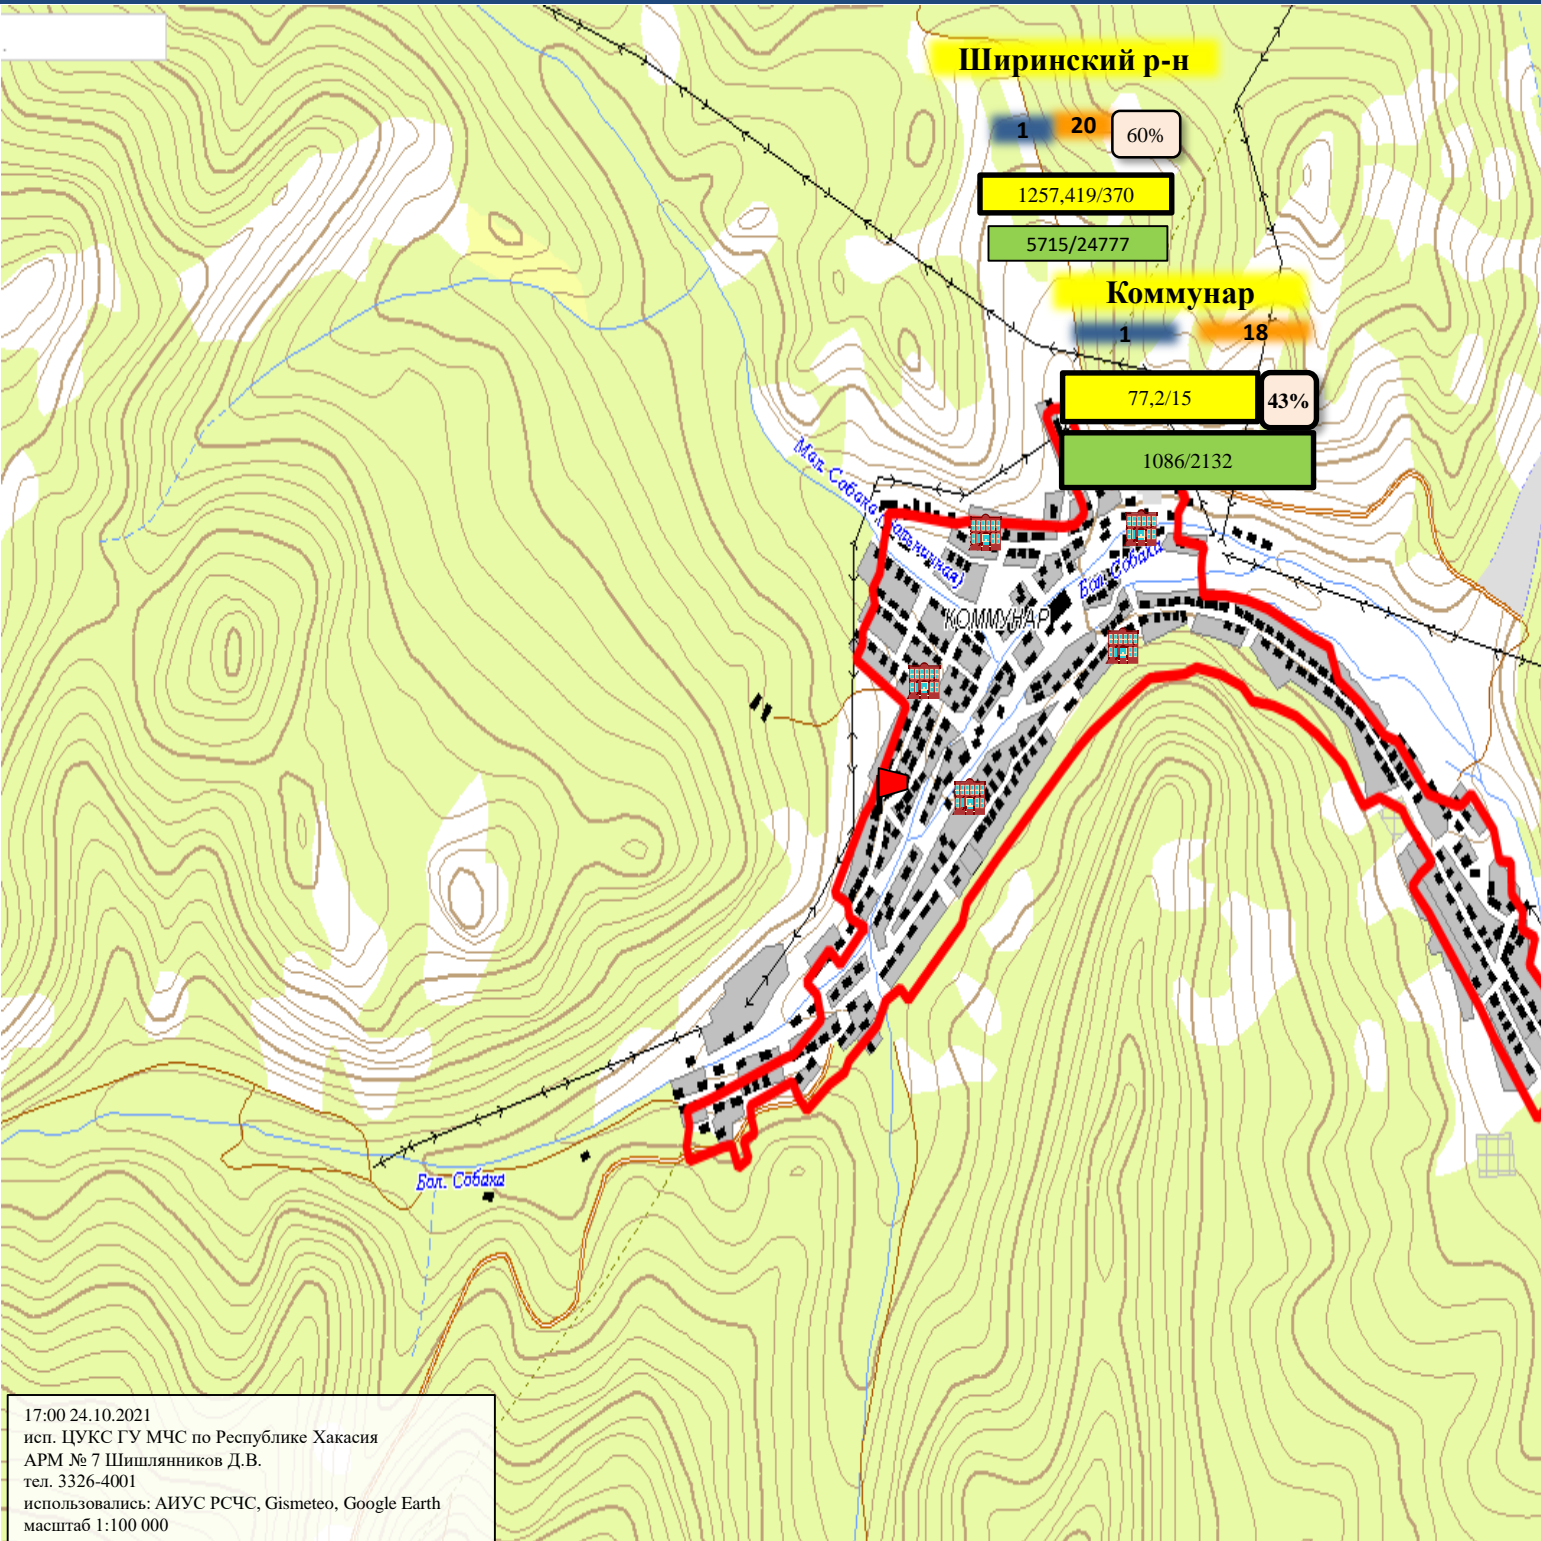 Ширинский р-н
1 20 60%
1257,419/370
5715/24777
Коммунар
1 18
77,2/15 43%
1086/2132
Мал. Собака
Бол. Собака
КОММУНАР
Бол. Собака
17:00 24.10.2021
исп. ЦУКС ГУ МЧС по Республике Хакасия
АРМ № 7 Шишлянников Д.В.
тел. 3326-4001
использовались: АИУС РСЧС, Gismeteo, Google Earth
масштаб 1:100 000